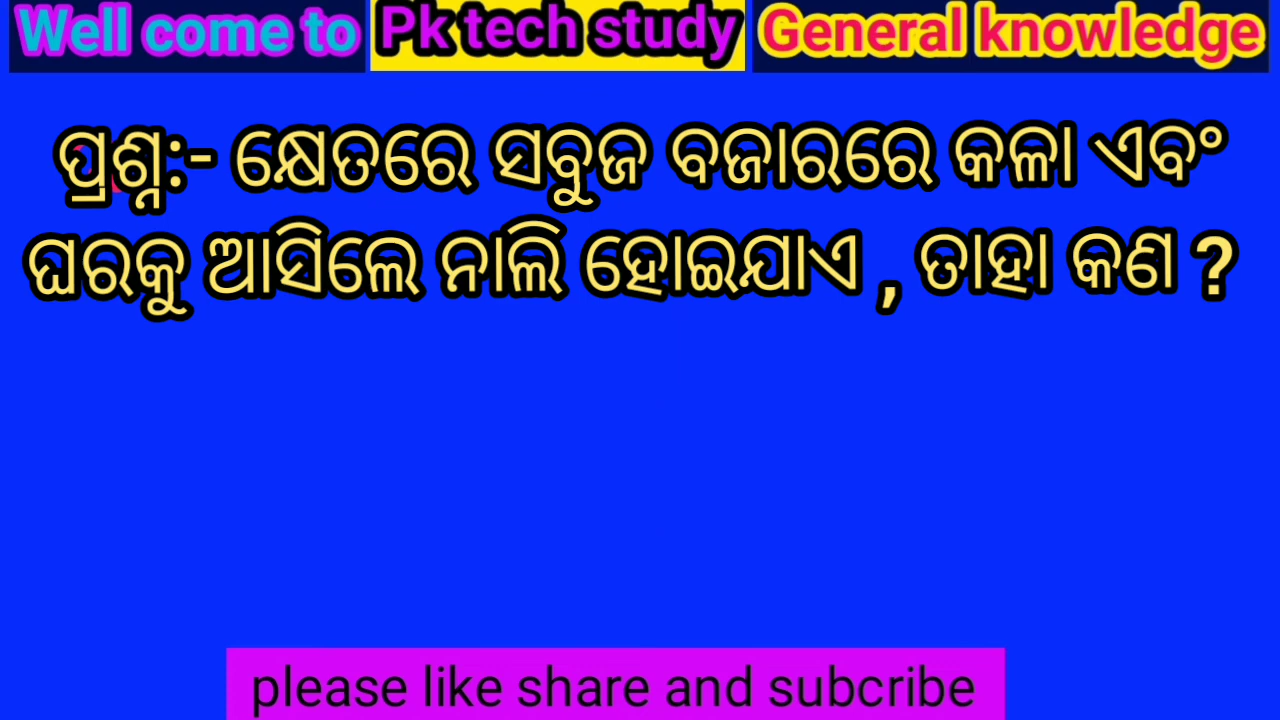 Well come to Pk tech study General knowledge
ପ୍ରଶ୍ନ:- କ୍ଷେତରେ ସବୁଜ ବଜାରରେ କଳା ଏବଂ
ଘରକୁ ଆସିଲେ ନାଲି ହୋଇଯାଏ , ତାହା କଣ ?
please like share and subcribe